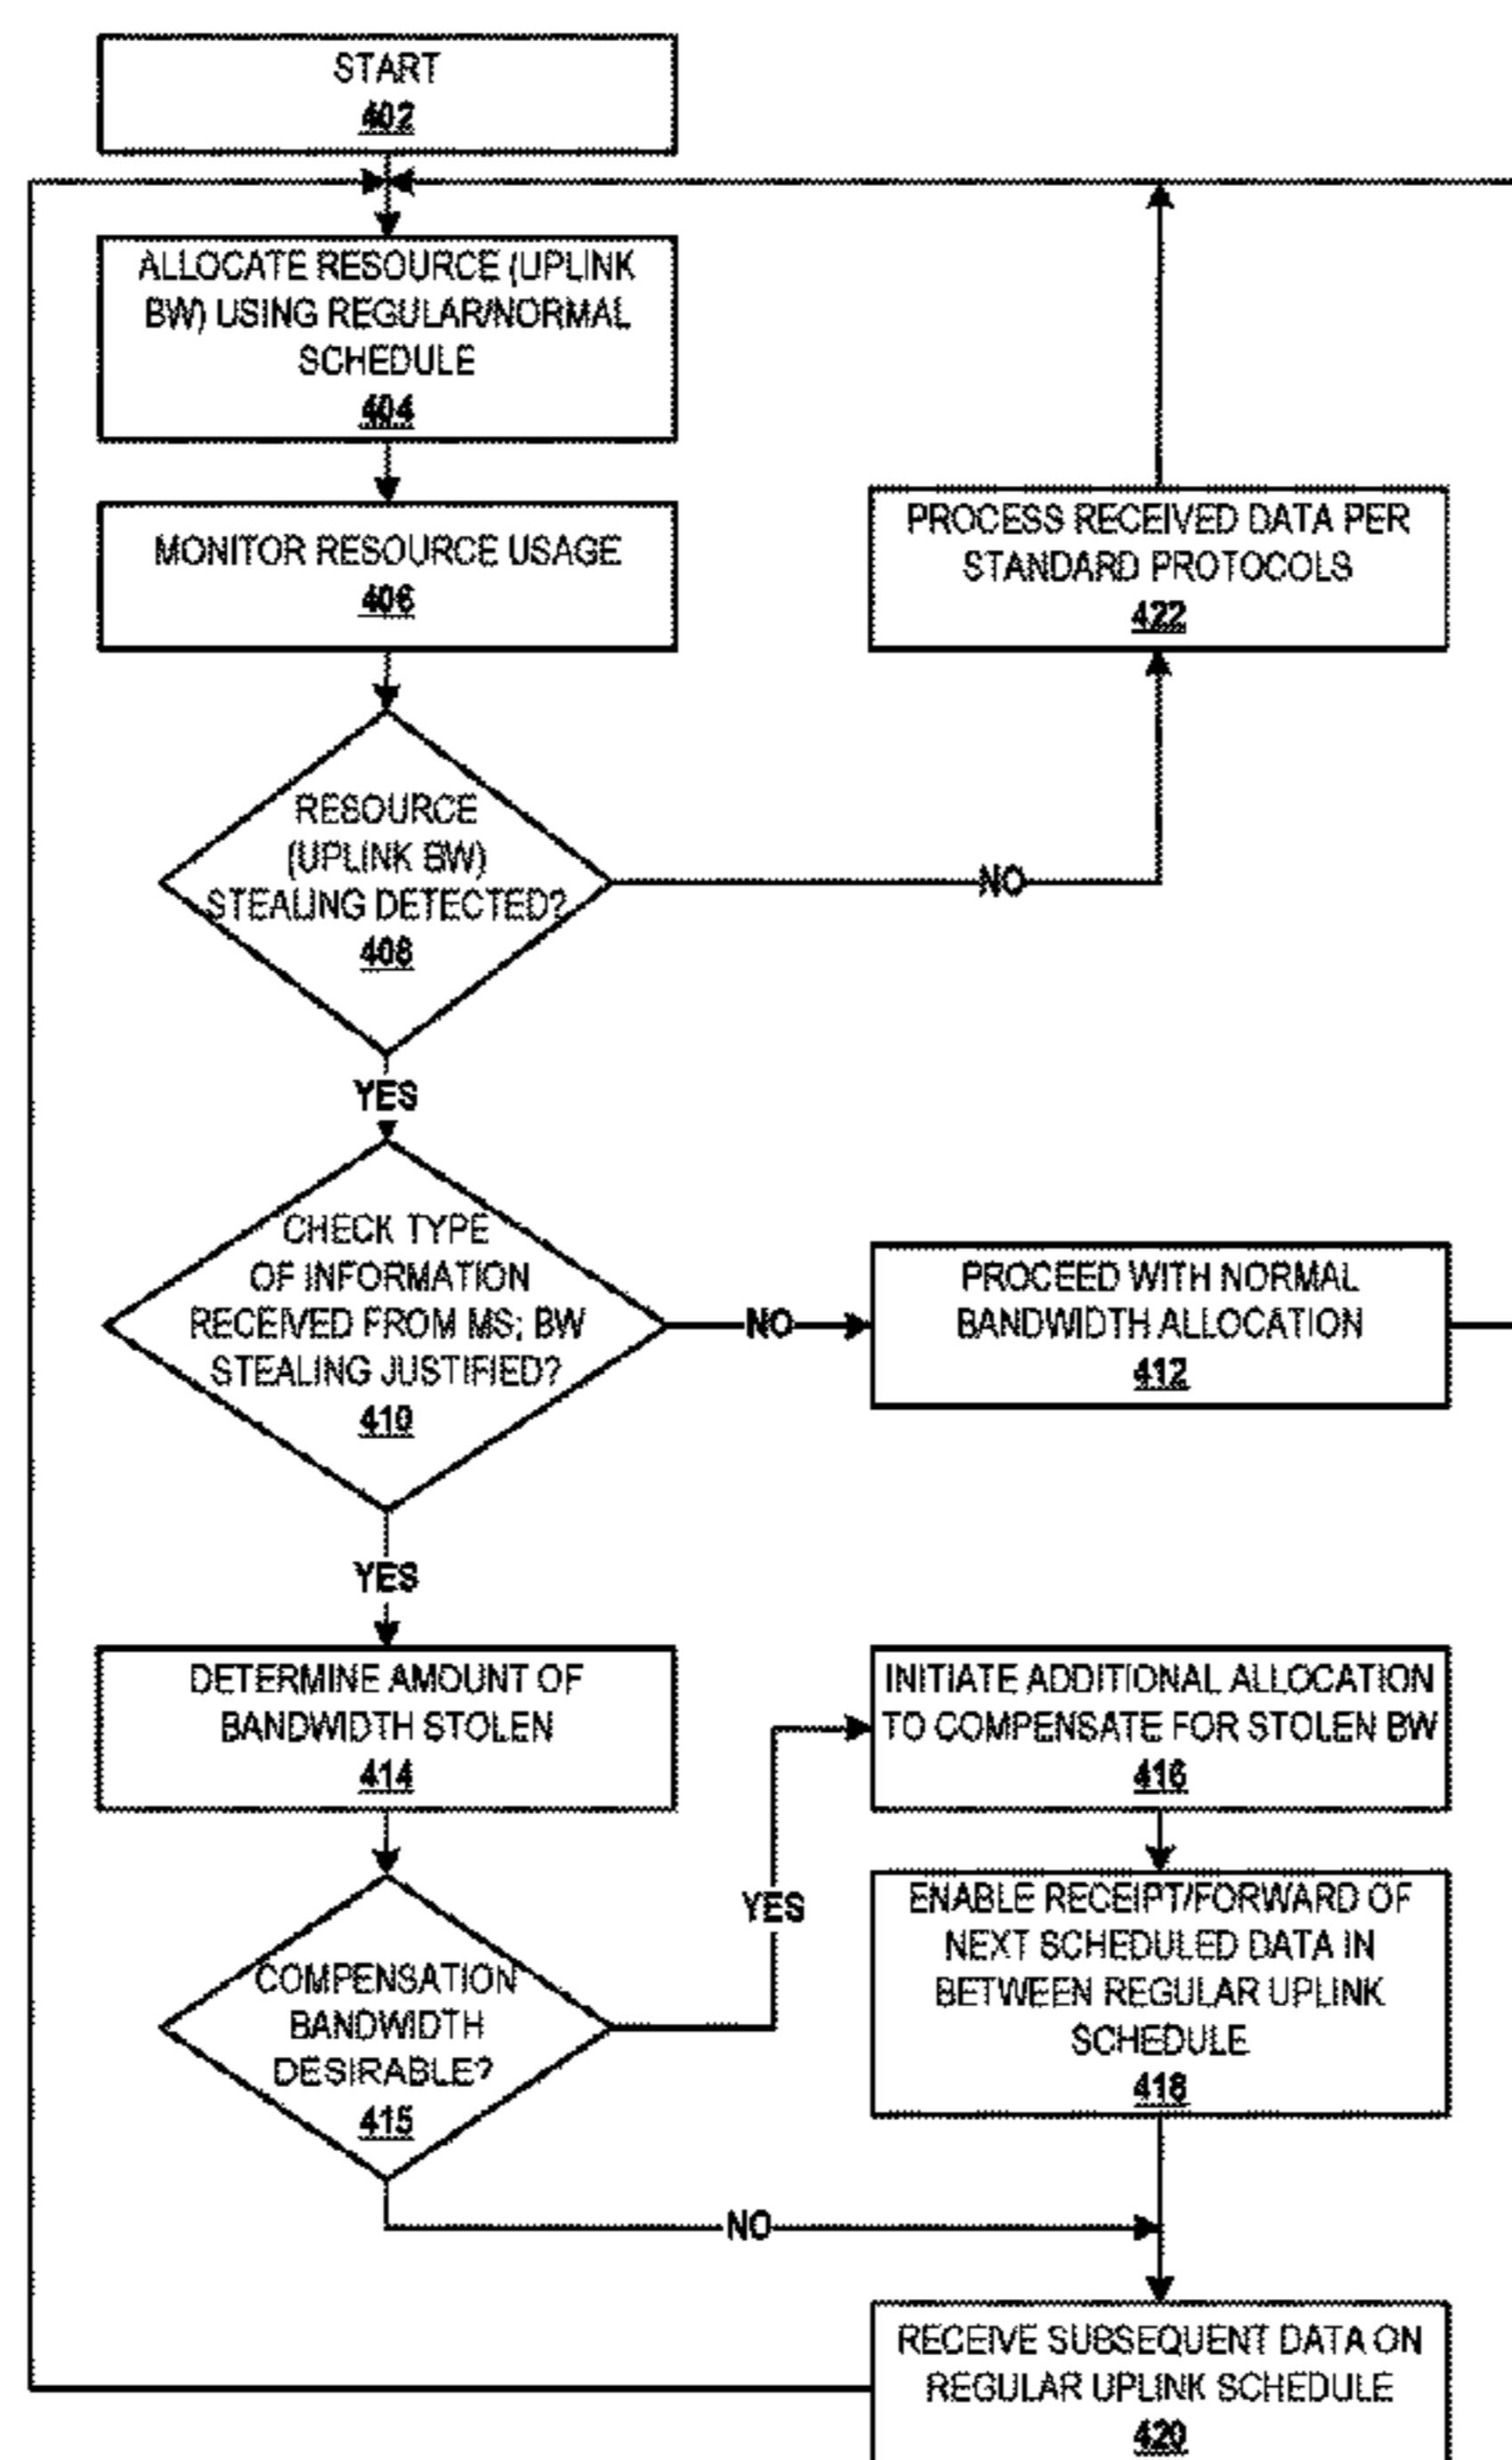 START
402
ALLOCATE RESOURCE (UPLINK
BW) USING REGULAR/NORMAL
SCHEDULE
404
MONITOR RESOURCE USAGE
406
PROCESS RECEIVED DATA PER
STANDARD PROTOCOLS
422
RESOURCE
(UPLINK BW)
STEALING DETECTED?
408
NO
YES
CHECK TYPE
OF INFORMATION
RECEIVED FROM MS; BW
STEALING JUSTIFIED?
410
NO
PROCEED WITH NORMAL
BANDWIDTH ALLOCATION
412
YES
DETERMINE AMOUNT OF
BANDWIDTH STOLEN
414
INITIATE ADDITIONAL ALLOCATION
TO COMPENSATE FOR STOLEN BW
416
YES
COMPENSATION
BANDWIDTH
DESIRABLE?
415
ENABLE RECEIPT/FORWARD OF
NEXT SCHEDULED DATA IN
BETWEEN REGULAR UPLINK
SCHEDULE
418
NO
RECEIVE SUBSEQUENT DATA ON
REGULAR UPLINK SCHEDULE
420